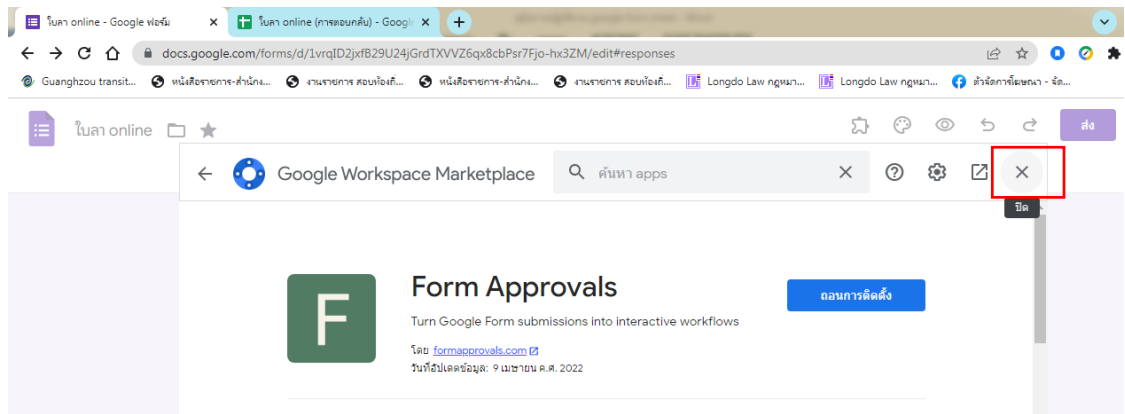 ใบลา online - Google ฟอร์ม
ใบลา online (การตอบกลับ) - Googl
docs.google.com/forms/d/1vrqID2jxfB29U24jGrdTXVVZ6qx8cbPsr7Fjo-hx3ZM/edit#responses
Guanghzou transit... หนังสือราชการ-สำนักง... งานราชการ สอบท้องถิ... หนังสือราชการ-สำนักง... งานราชการ สอบท้องถิ... Longdo Law กฎหมา... Longdo Law กฎหมา... ตัวจัดการโฆษณา - จัด...
ใบลา online
ส่ง
Google Workspace Marketplace
ค้นหา apps
ปิด
F
Form Approvals
ถอนการติดตั้ง
Turn Google Form submissions into interactive workflows
โดย formapprovals.com
วันที่อัปเดตข้อมูล: 9 เมษายน ค.ศ. 2022